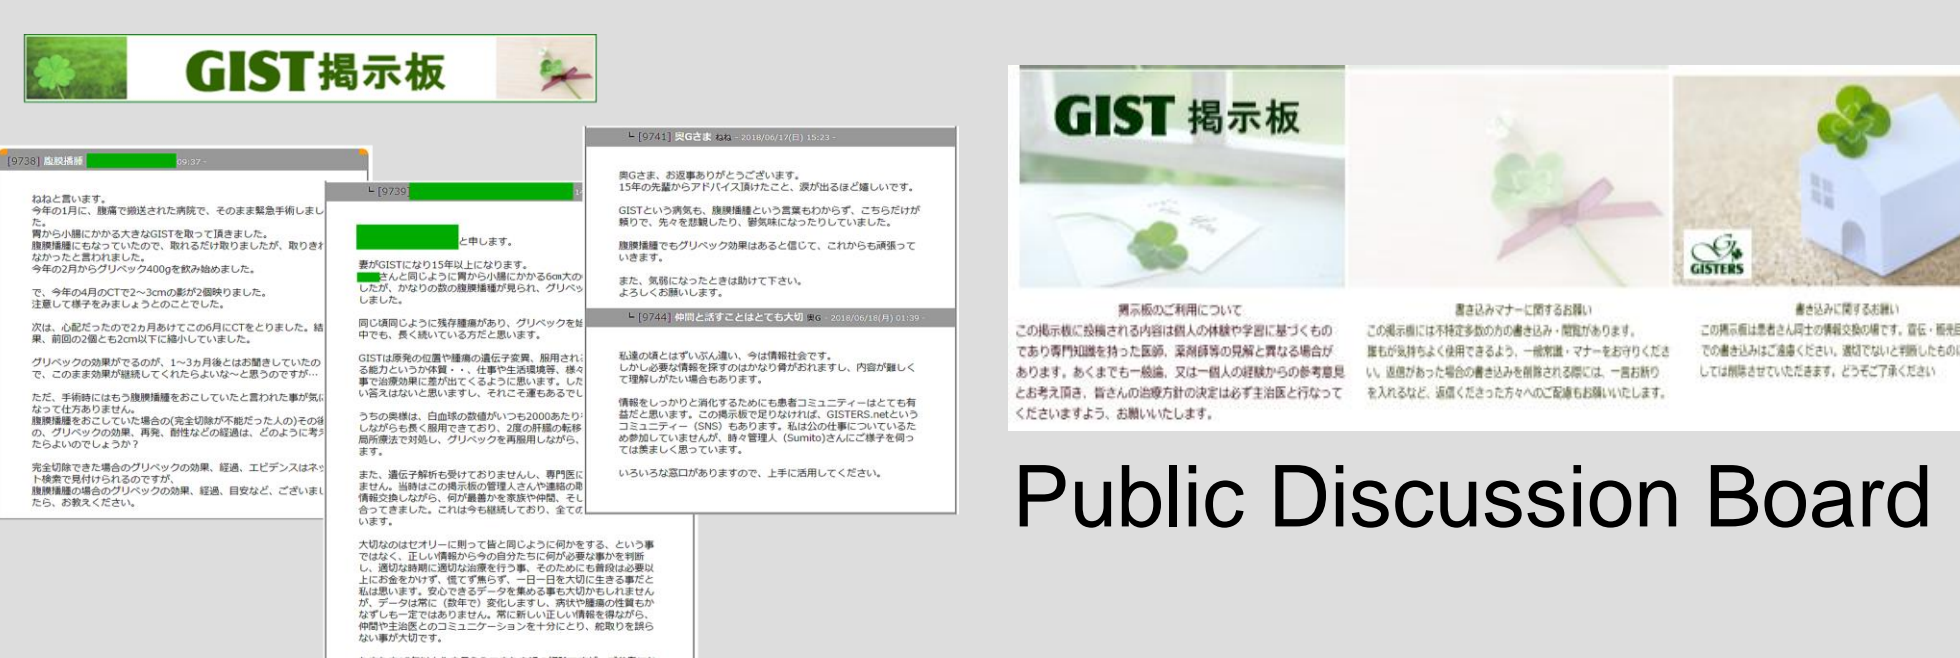 GIST掲示板
[9738] 腹膜播種
09:37 -
ねねと言います。
今年の1月に、腹痛で搬送された病院で、そのまま緊急手術しまし
た。
胃から小腸にかかる大きなGISTを取って頂きました。
腹膜播種にもなっていたので、取れるだけ取りましたが、取りきれ
なかったと言われました。
今年の2月からグリベック400gを飲み始めました。
で、今年の4月のCTで2～3cmの影が2個映りました。
注意して様子をみましょうとのことでした。
次は、心配だったので2ヵ月あけてこの6月にCTをとりました。結
果、前回の2個とも2cm以下に縮小していました。
グリベックの効果がでるのが、1～3カ月後とはお聞きしていたの
で、このまま効果が継続してくれたらよいな～と思うのですが…
ただ、手術時にはもう腹膜播種をおこしていたと言われた事が気に
なって仕方ありません。
腹膜播種をおこしていた場合の(完全切除が不能だった人の)その後
の、グリベックの効果、再発、耐性などの経過は、どのように考え
たらよいのでしょうか？
完全切除できた場合のグリベックの効果、経過、エビデンスはネッ
ト検索で見付けられるのですが、
腹膜播種の場合のグリベックの効果、経過、目安など、ございまし
たら、お教えください。
┗ [9739]
と申します。
妻がGISTになり15年以上になります。
さんと同じように胃から小腸にかかる6cm大の
したが、かなりの数の腹膜播種が見られ、グリベッ
しました。
同じ頃同じように残存腫瘍があり、グリベックを始
中でも、長く続いている方だと思います。
GISTは原発の位置や腫瘍の遺伝子変異、服用され
る能力というか体質・・、仕事や生活環境等、様々
事で治療効果に差が出てくるように思います。した
い答えはないと思いますし、それこそ運もあるでし
うちの奥様は、白血球の数値がいつも2000あたり
しながらも長く服用できており、2度の肝臓の転移
局所療法で対処し、グリベックを再服用しながら、
ます。
また、遺伝子解析も受けておりませんし、専門医に
ません。当時はこの掲示板の管理人さんや連絡の取
情報交換しながら、何が最善かを家族や仲間、そし
合ってきました。これは今も継続しており、全ての
います。
大切なのはセオリーに則って皆と同じように何かをする、という事
ではなく、正しい情報から今の自分たちに何が必要な事かを判断
し、適切な時期に適切な治療を行う事、そのためにも普段は必要以
上にお金をかけず、慌てず焦らず、一日一日を大切に生きる事だと
私は思います。安心できるデータを集める事も大切かもしれません
が、データは常に（数年で）変化しますし、病状や腫瘍の性質もか
なずしも一定ではありません。常に新しい正しい情報を得ながら、
仲間や主治医とのコミュニケーションを十分にとり、舵取りを誤ら
ない事が大切です。
┗ [9741] 奥Gさま ねね - 2018/06/17(日) 15:23 -
奥Gさま、お返事ありがとうございます。
15年の先輩からアドバイス頂けたこと、涙が出るほど嬉しいです。
GISTという病気も、腹膜播種という言葉もわからず、こちらだけが
頼りで、先々を悲観したり、鬱気味になったりしていました。
腹膜播種でもグリベック効果はあると信じて、これからも頑張って
いきます。
また、気弱になったときは助けて下さい。
よろしくお願いします。
┗ [9744] 仲間と話すことはとても大切 奥G - 2018/06/18(月) 01:39 -
私達の頃とはずいぶん違い、今は情報社会です。
しかし必要な情報を探すのはかなり骨がおれますし、内容が難しく
て理解しがたい場合もあります。
情報をしっかりと消化するためにも患者コミュニティーはとても有
益だと思います。この掲示板で足りなければ、GISTERS.netという
コミュニティー（SNS）もあります。私は公の仕事についているた
め参加していませんが、時々管理人（Sumito)さんにご様子を伺っ
ては羨ましく思っています。
いろいろな窓口がありますので、上手に活用してください。
GIST 掲示板
GISTERS
掲示板のご利用について
この掲示板に投稿される内容は個人の体験や学習に基づくもの
であり専門知識を持った医師、薬剤師等の見解と異なる場合が
あります。あくまでも一般論、又は一個人の経験からの参考意見
とお考え頂き、皆さんの治療方針の決定は必ず主治医と行なって
くださいますよう、お願いいたします。
書き込みマナーに関するお願い
この掲示板には不特定多数の方の書き込み・閲覧があります。
誰もが気持ちよく使用できるよう、一般常識・マナーをお守りくださ
い。返信があった場合の書き込みを削除される際には、一言お断り
を入れるなど、返信くださった方々へのご配慮もお願いいたします。
書き込みに関するお願い
この掲示板は患者さん同士の情報交換の場です。宣伝・販売目
での書き込みはご遠慮ください。適切でないと判断したもの
しては削除させていただきます。どうぞご了承ください
Public Discussion Board